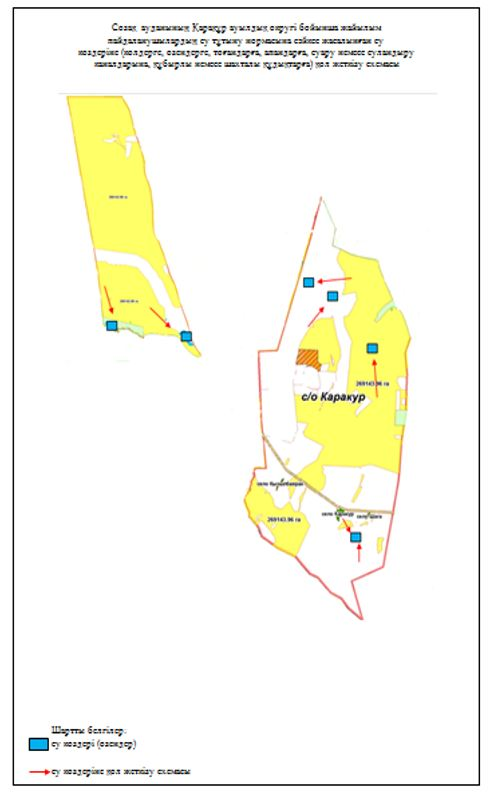 Созақ ауданының Қарақұр ауылдық округі бойынша жайылым
пайдаланушылардың су тұтыну нормасына сәйкес жасалынған су
көздеріне (көлдерге, өзендерге, тоғандарға, апандарға, суару немесе суландыру
каналдарына, құбырлы немесе шахталы құдықтарға) қол жеткізу схемасы
269143.96 га
с/о Каракур
269143.96 га
село Каракур
Шартты белгілер:
су көздері (өзендер)
су көздеріне қол жеткізу схемасы